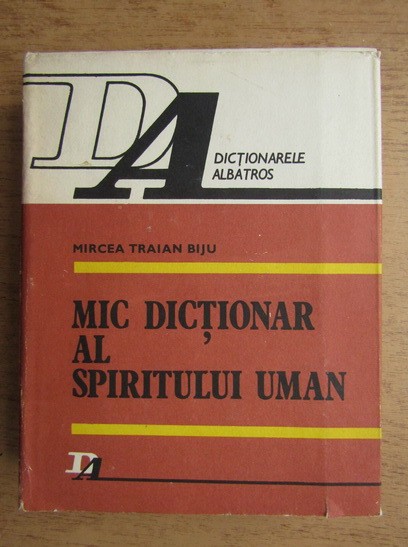 DA
DICȚIONARELE
ALBATROS
MIRCEA TRAIAN BIJU
MIC DICȚIONAR
AL
SPIRITULUI UMAN
DA